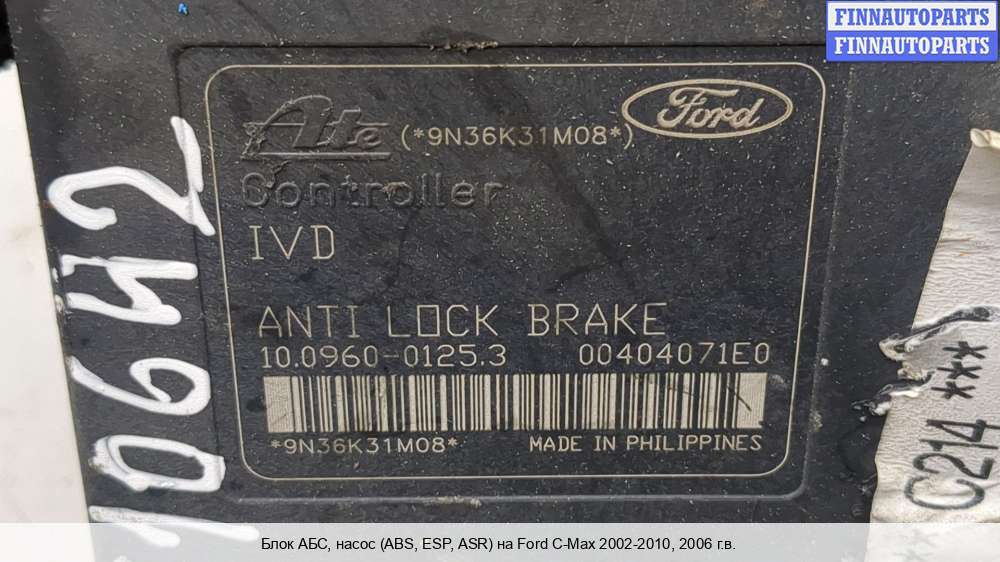 FINNAUTOPARTS
FINNAUTOPARTS
Ate (*9N36K31M08*) Ford
Controller
IVD
ANTI LOCK BRAKE
10.0960-0125.3 00404071E0
*9N36K31M08* MADE IN PHILIPPINES
10642
C214 ***
Блок АБС, насос (ABS, ESP, ASR) на Ford C-Max 2002-2010, 2006 г.в.